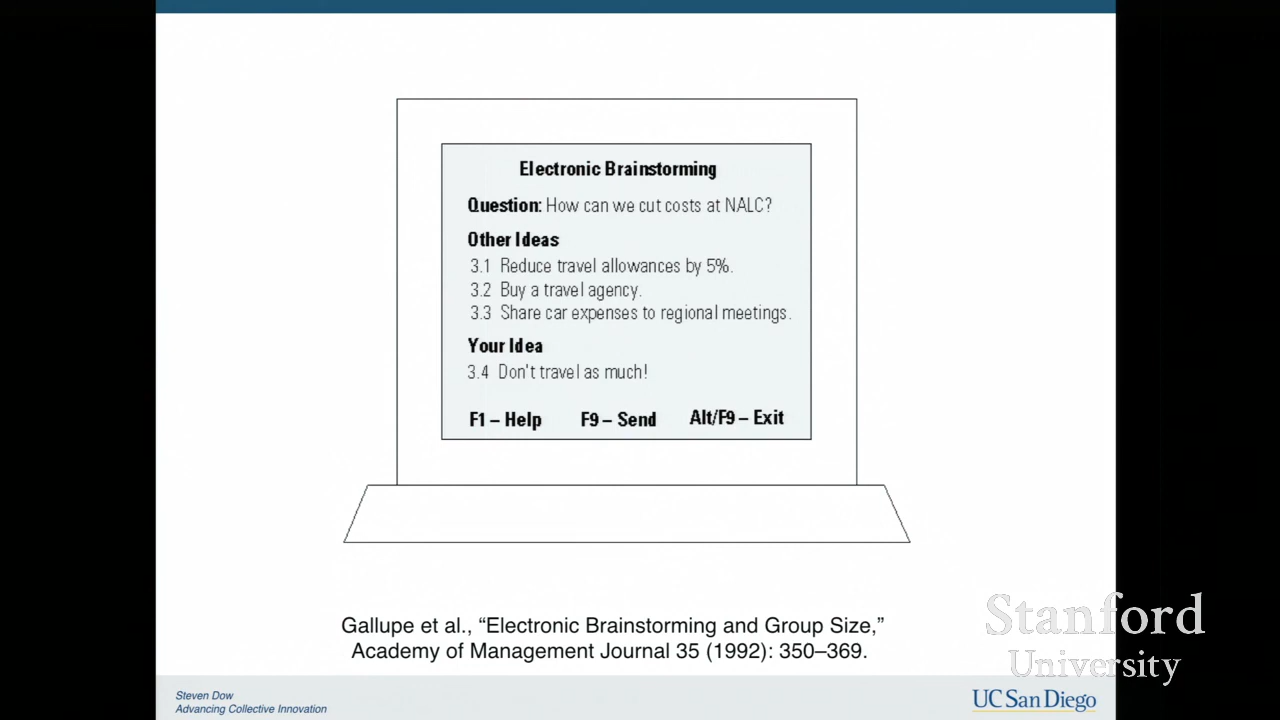 Electronic Brainstorming
Question: How can we cut costs at NALC?
Other Ideas
3.1 Reduce travel allowances by 5%.
3.2 Buy a travel agency.
3.3 Share car expenses to regional meetings.
Your Idea
3.4 Don't travel as much!
F1 – Help F9 – Send Alt/F9 – Exit
Gallupe et al., “Electronic Brainstorming and Group Size,”
Academy of Management Journal 35 (1992): 350–369.
Stanford
University
Steven Dow
Advancing Collective Innovation
UC San Diego